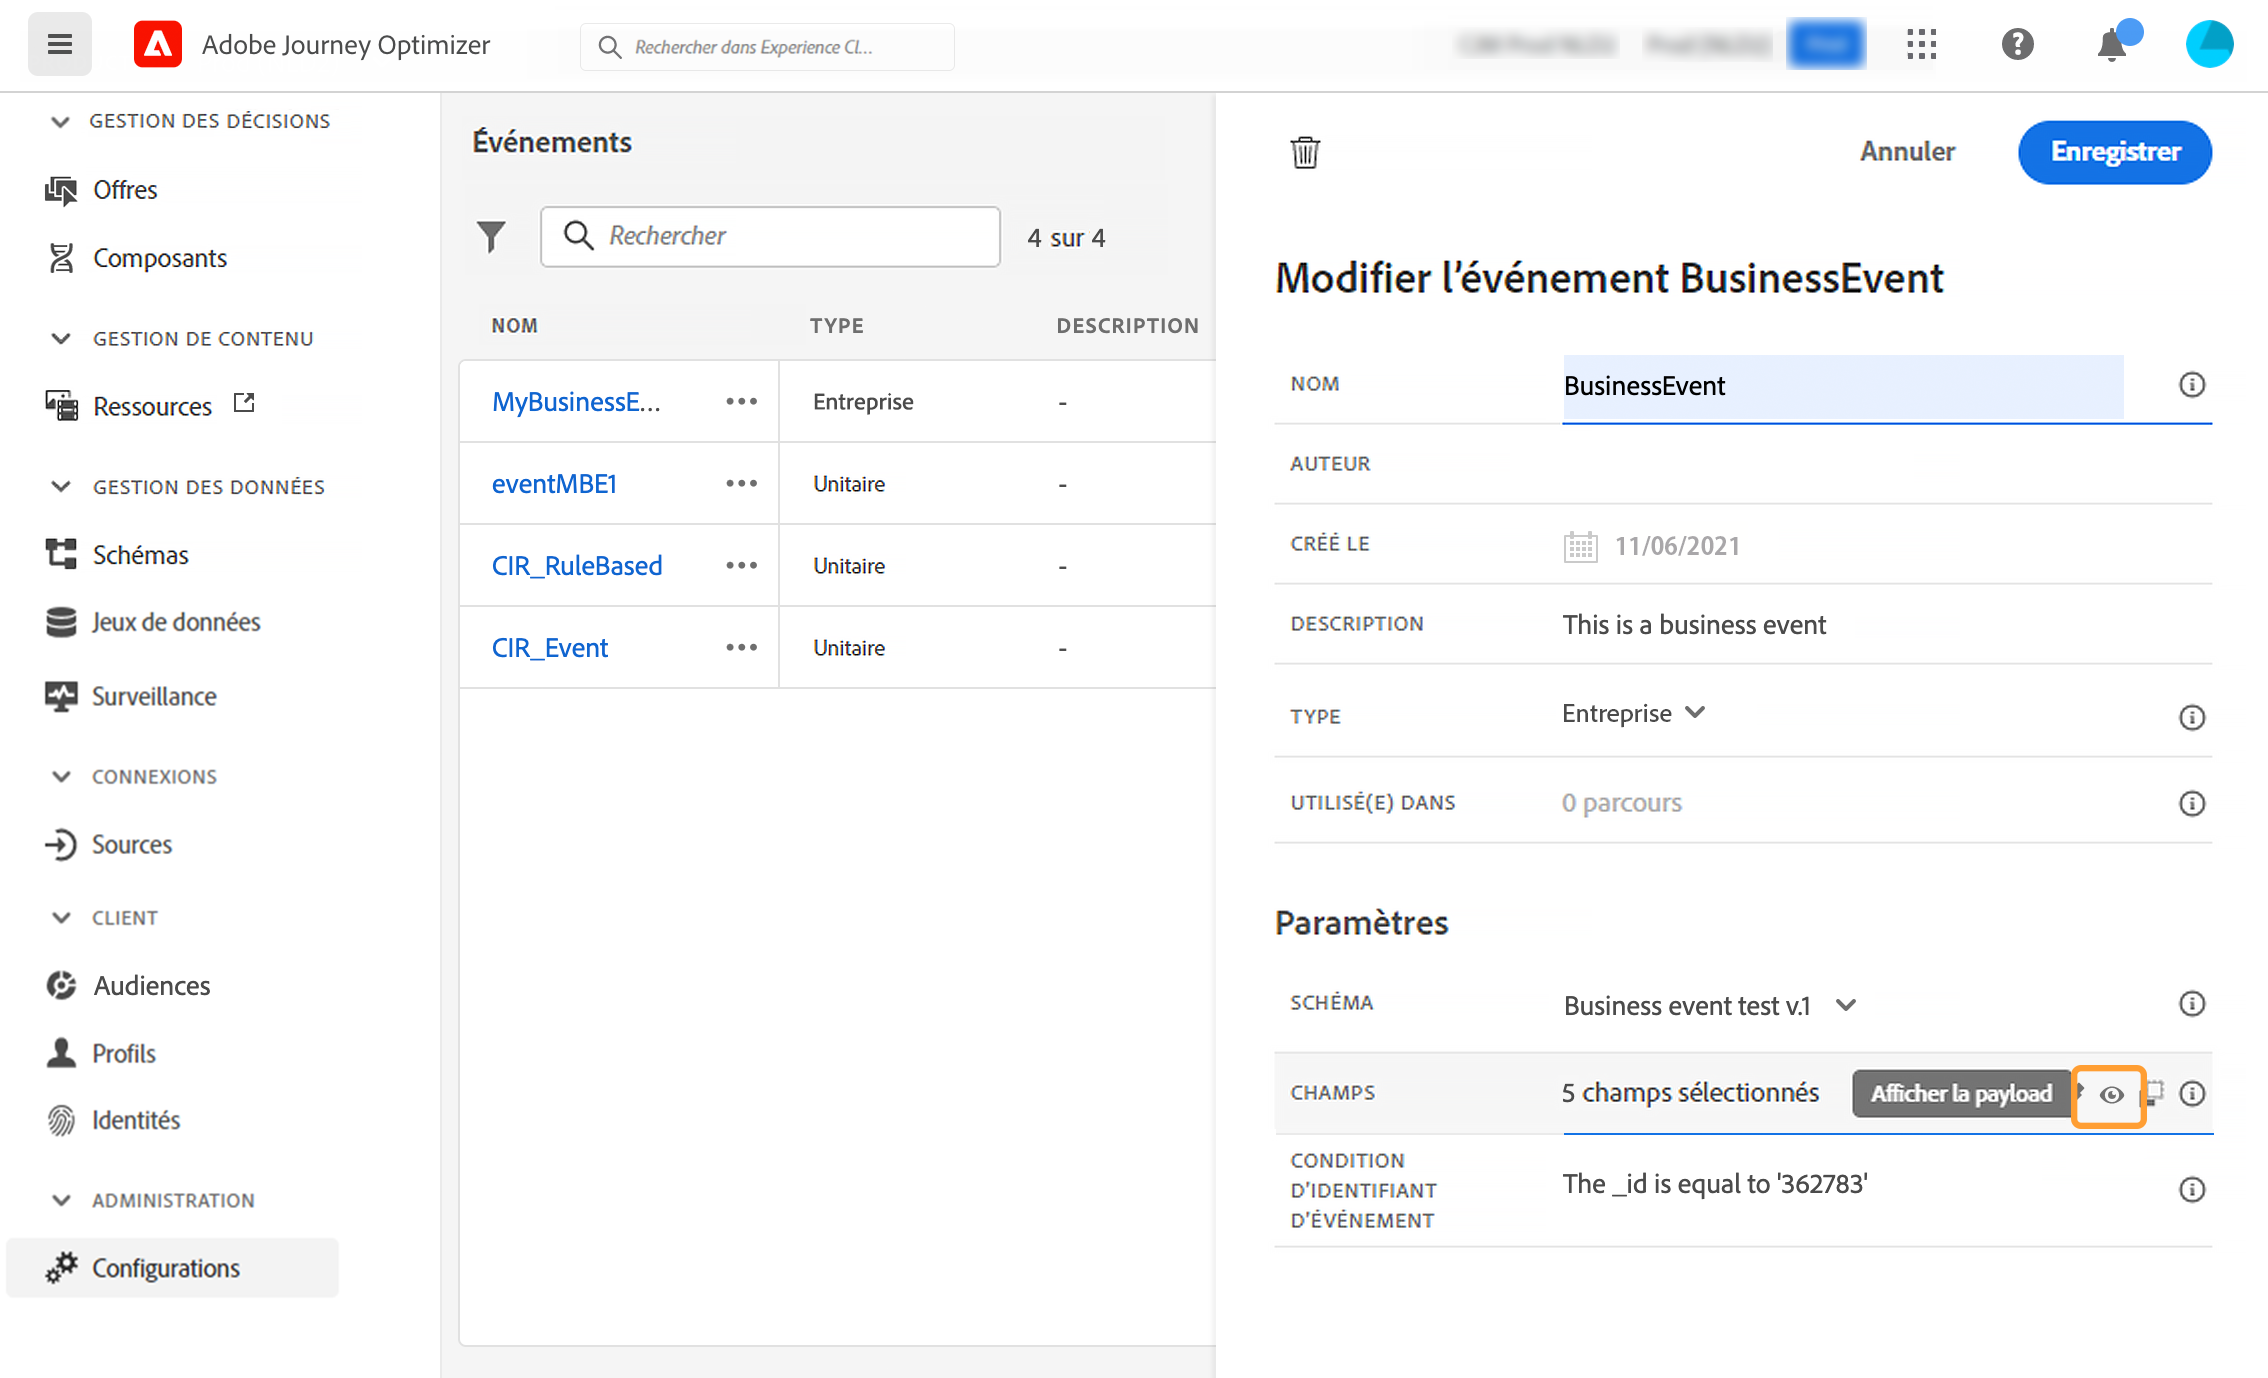 Adobe Journey Optimizer
Rechercher dans Experience Cl...
GESTION DES DÉCISIONS
Offres
Composants
GESTION DE CONTENU
Ressources
GESTION DES DONNÉES
Schémas
Jeux de données
Surveillance
CONNEXIONS
Sources
CLIENT
Audiences
Profils
Identités
ADMINISTRATION
Configurations
Événements
Rechercher
4 sur 4
NOM TYPE DESCRIPTION
MyBusinessE... ••• Entreprise -
eventMBE1 ••• Unitaire -
CIR_RuleBased ••• Unitaire -
CIR_Event ••• Unitaire -
Annuler
Enregistrer
Modifier l’événement BusinessEvent
NOM BusinessEvent
AUTEUR
CRÉÉ LE 11/06/2021
DESCRIPTION This is a business event
TYPE Entreprise
UTILISÉ(E) DANS 0 parcours
Paramètres
SCHÉMA Business event test v.1
CHAMPS 5 champs sélectionnés Afficher la payload
CONDITION
D'IDENTIFIANT
D'ÉVÉNEMENT
The _id is equal to '362783'